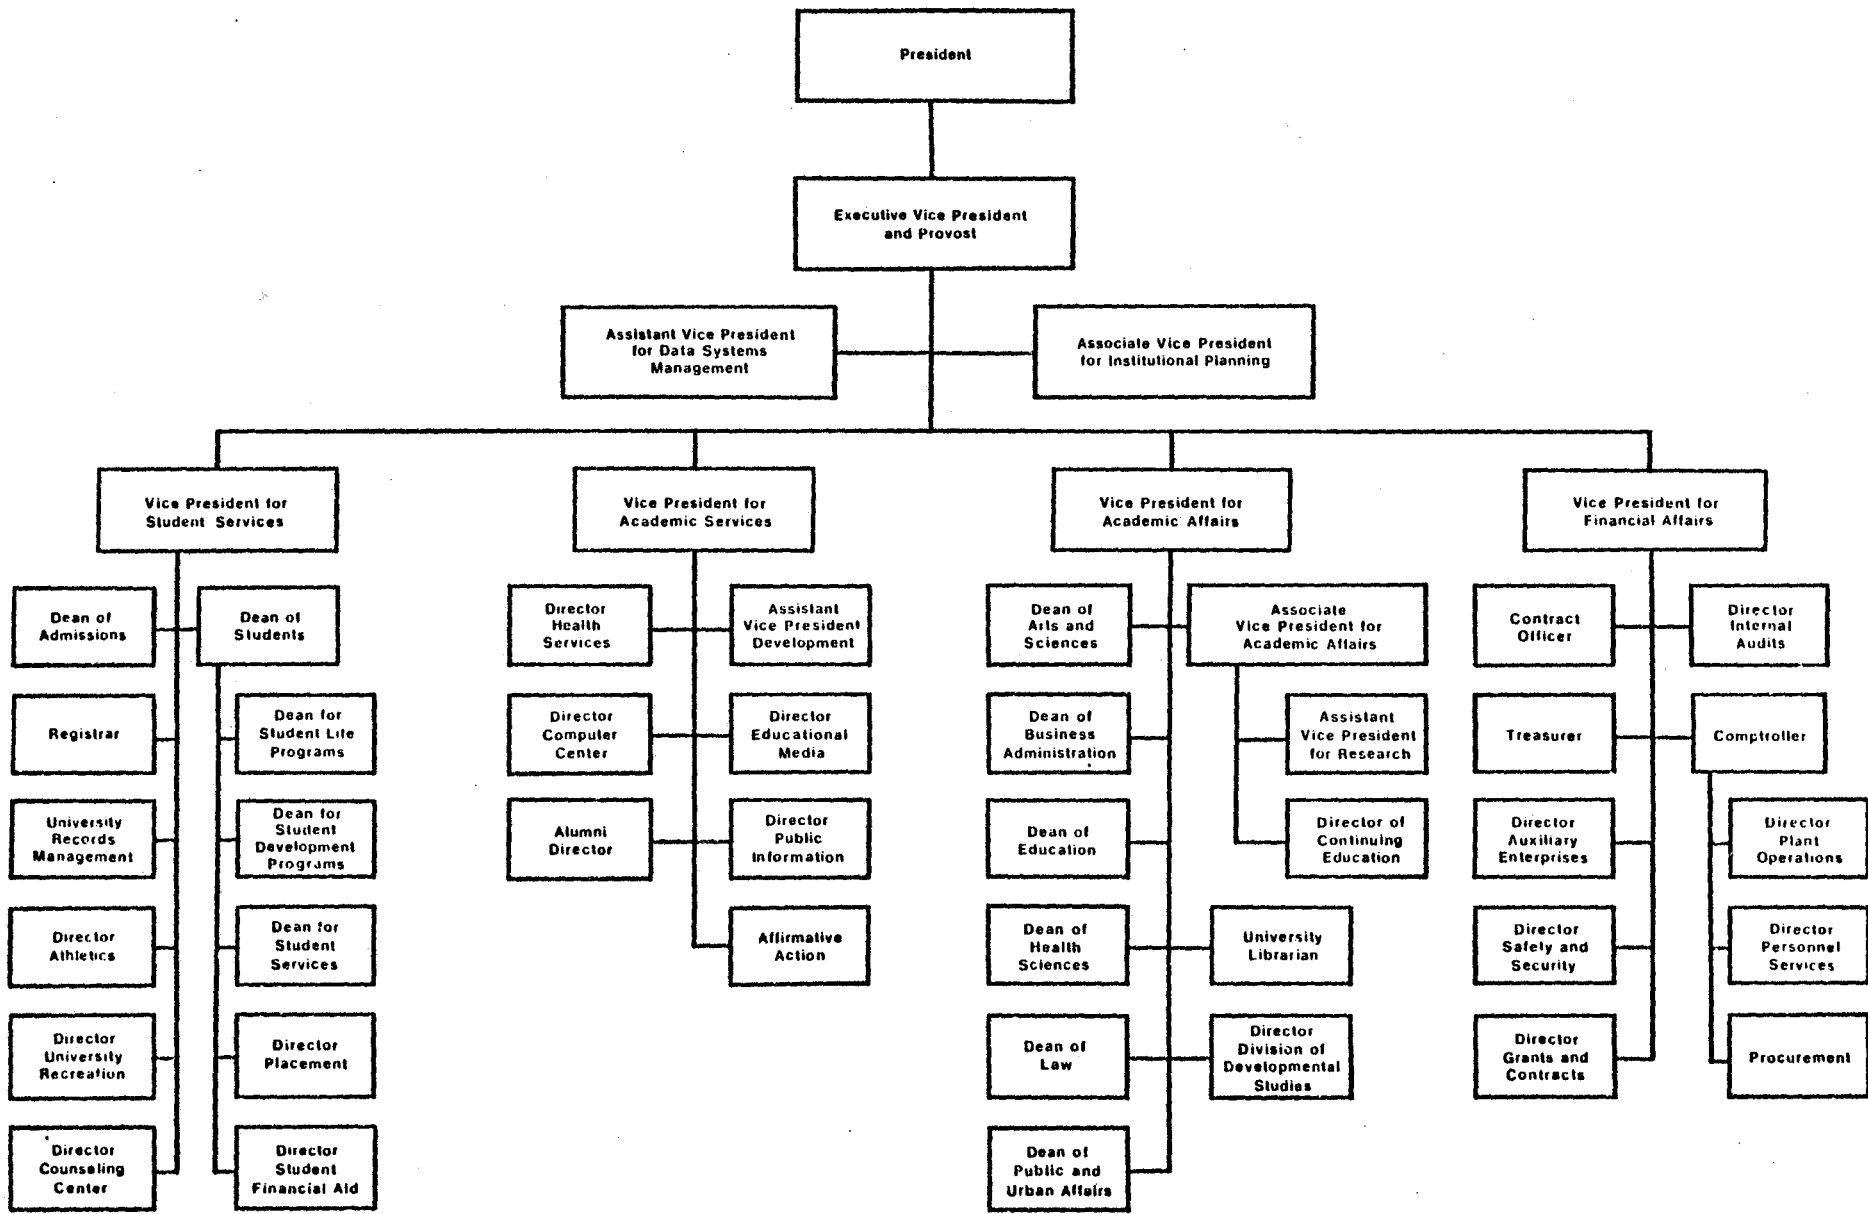 President
Executive Vice President
and Provost
Assistant Vice President
for Data Systems
Management
Associate Vice President
for Institutional Planning
Vice President for
Student Services
Vice President for
Academic Services
Vice President for
Academic Affairs
Vice President for
Financial Affairs
Dean of
Admissions
Dean of
Students
Registrar
Dean for
Student Life
Programs
University
Records
Management
Dean for
Student
Development
Programs
Director
Athletics
Dean for
Student
Services
Director
University
Recreation
Director
Placement
Director
Counseling
Center
Director
Student
Financial Aid
Director
Health
Services
Assistant
Vice President
Development
Director
Computer
Center
Director
Educational
Media
Alumni
Director
Director
Public
Information
Affirmative
Action
Dean of
Arts and
Sciences
Associate
Vice President for
Academic Affairs
Dean of
Business
Administration
Assistant
Vice President
for Research
Dean of
Education
Director of
Continuing
Education
Dean of
Health
Sciences
University
Librarian
Dean of
Law
Director
Division of
Developmental
Studies
Dean of
Public and
Urban Affairs
Contract
Officer
Director
Internal
Audits
Treasurer
Comptroller
Director
Auxiliary
Enterprises
Director
Plant
Operations
Director
Safety and
Security
Director
Personnel
Services
Director
Grants and
Contracts
Procurement